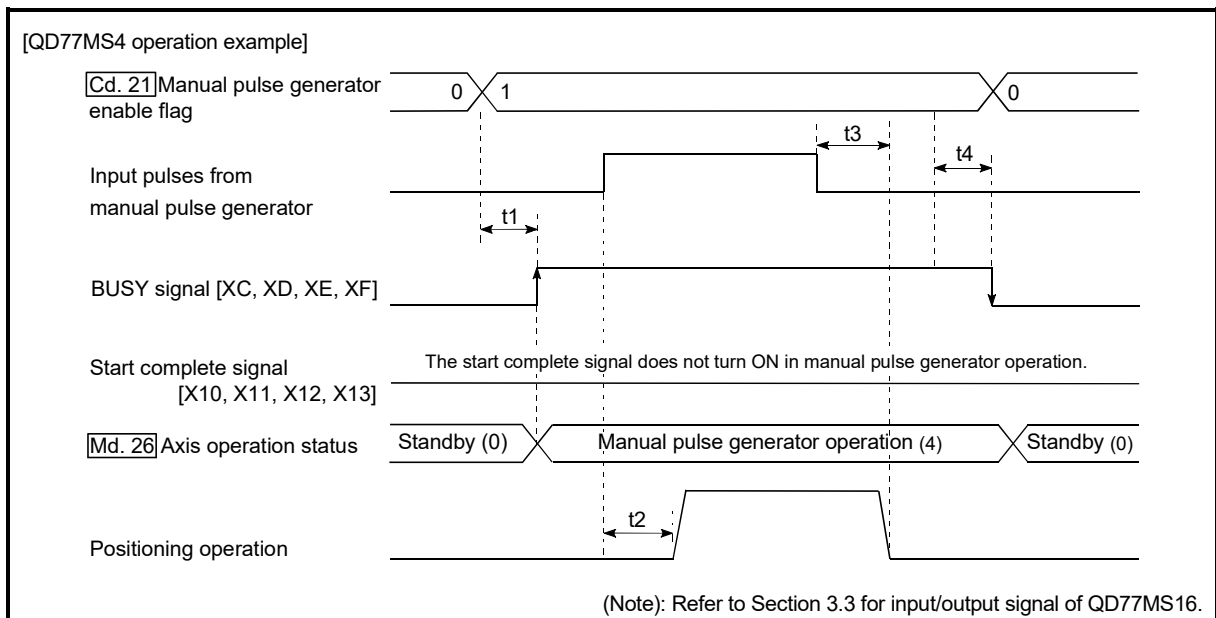 [QD77MS4 operation example]
Cd. 21 Manual pulse generator
enable flag
0
1
0
t3
t4
Input pulses from
manual pulse generator
t1
BUSY signal [XC, XD, XE, XF]
Start complete signal
[X10, X11, X12, X13]
The start complete signal does not turn ON in manual pulse generator operation.
Md. 26 Axis operation status
Standby (0)
Manual pulse generator operation (4)
Standby (0)
t2
Positioning operation
(Note): Refer to Section 3.3 for input/output signal of QD77MS16.